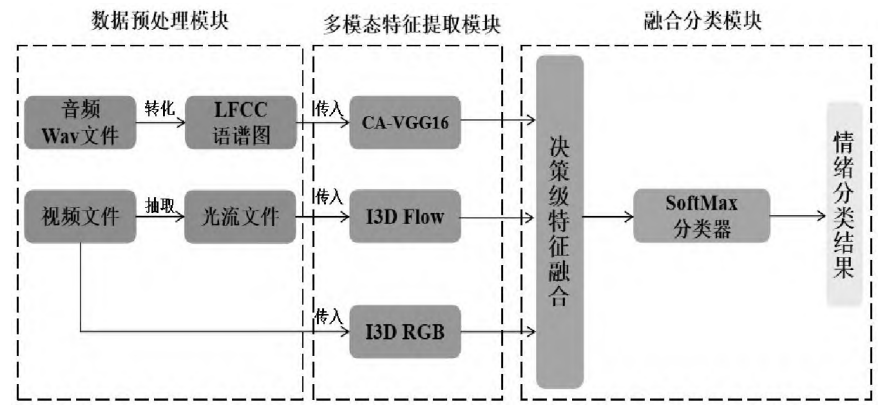 数据预处理模块
多模态特征提取模块
融合分类模块
音频
Wav文件
转化
LFCC
语谱图
传入
CA-VGG16
视频文件
抽取
光流文件
传入
I3D Flow
传入
I3D RGB
决策级特征融合
SoftMax
分类器
情绪分类结果